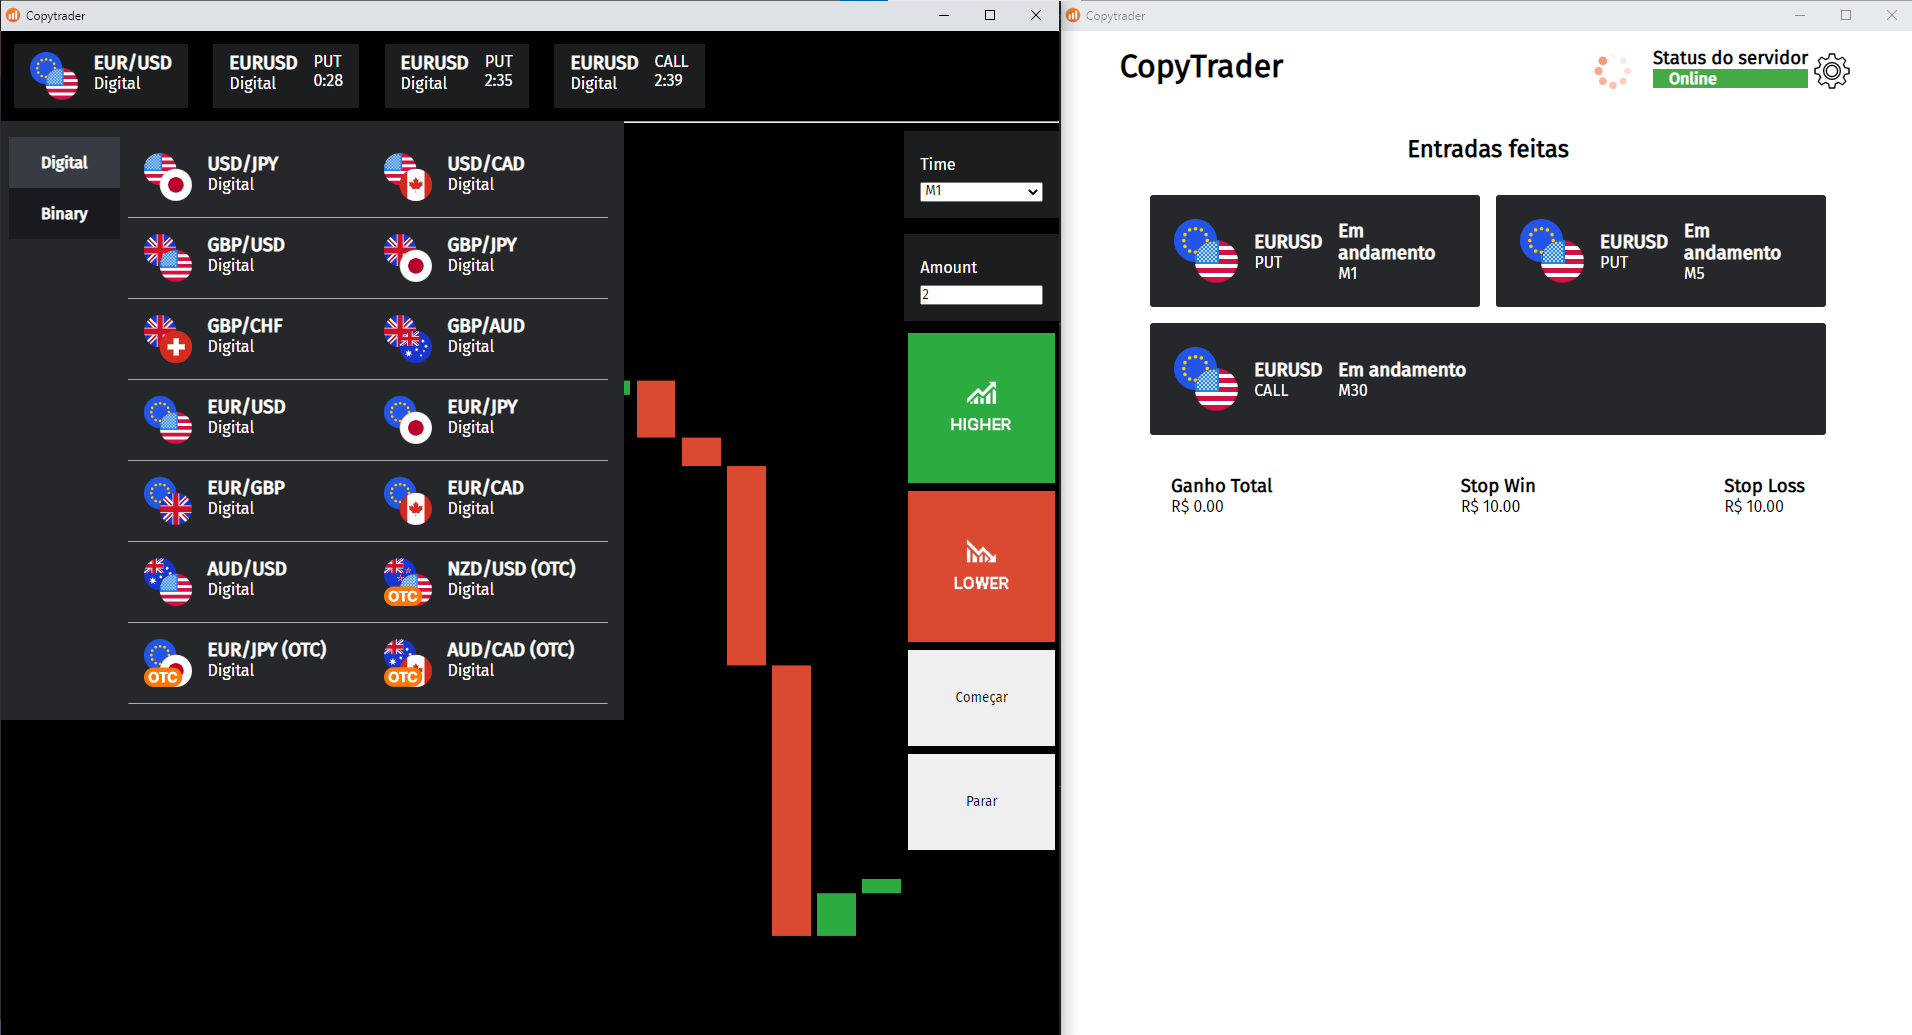 Copytrader
EUR/USD
Digital
EURUSD PUT
Digital 0:28
EURUSD PUT
Digital 2:35
EURUSD CALL
Digital 2:39
Digital
Binary
USD/JPY
Digital
USD/CAD
Digital
GBP/USD
Digital
GBP/JPY
Digital
GBP/CHF
Digital
GBP/AUD
Digital
EUR/USD
Digital
EUR/JPY
Digital
EUR/GBP
Digital
EUR/CAD
Digital
AUD/USD
Digital
OTC
NZD/USD (OTC)
Digital
OTC
EUR/JPY (OTC)
Digital
OTC
AUD/CAD (OTC)
Digital
Time
M1
Amount
2
HIGHER
LOWER
Começar
Parar
Copytrader
CopyTrader
Status do servidor
Online
Entradas feitas
EURUSD
PUT
Em
andamento
M1
EURUSD
PUT
Em
andamento
M5
EURUSD
CALL
Em andamento
M30
Ganho Total
R$ 0.00
Stop Win
R$ 10.00
Stop Loss
R$ 10.00